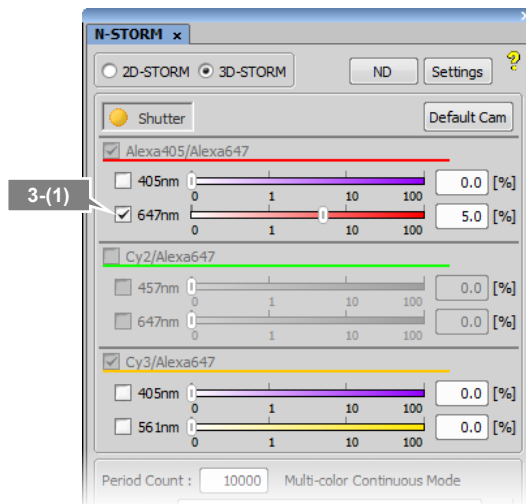 N-STORM x
2D-STORM 3D-STORM ND Settings ?
Shutter Default Cam
Alexa405/Alexa647
405nm 0.0 [%]
0 1 10 100
3-(1)
647nm 5.0 [%]
0 1 10 100
Cy2/Alexa647
457nm 0.0 [%]
0 1 10 100
647nm 0.0 [%]
0 1 10 100
Cy3/Alexa647
405nm 0.0 [%]
0 1 10 100
561nm 0.0 [%]
0 1 10 100
Period Count : 10000 Multi-color Continuous Mode